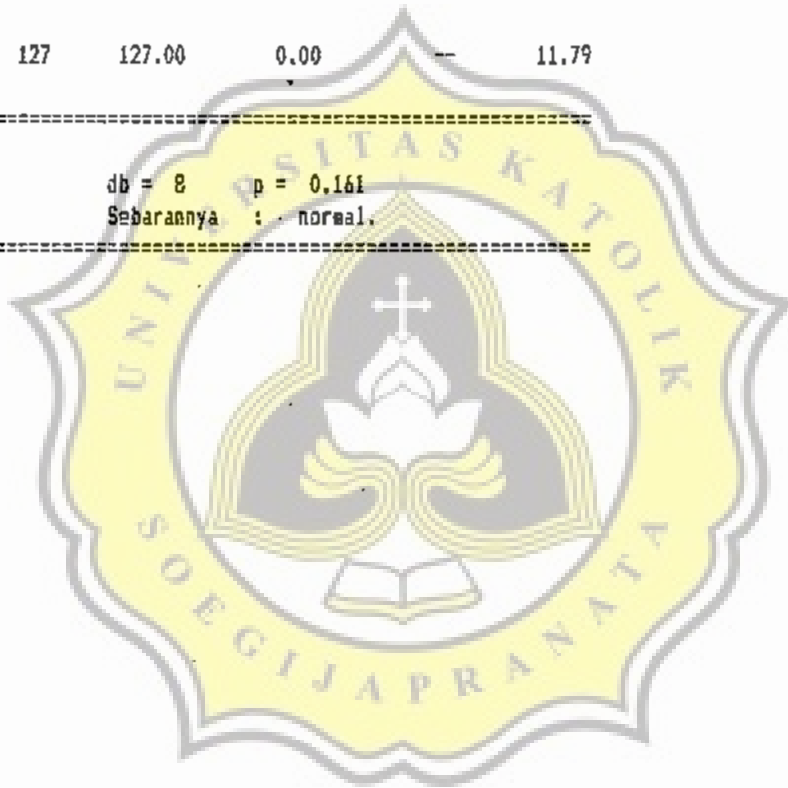 127 127.00 0.00 -- 11.79
db = 8 p = 0.161
Sebarannya : normal.
UNIVERSITAS KATOLIK
SOEGIJAPRANATA